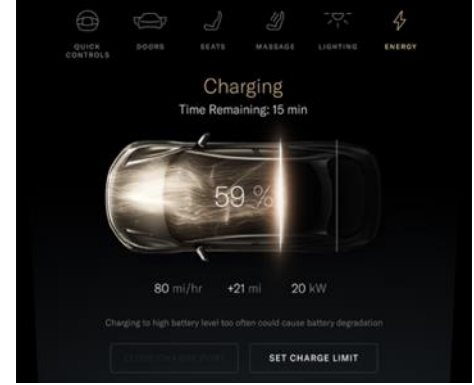 QUICK CONTROLS
DOORS
SEATS
MASSAGE
LIGHTING
ENERGY
Charging
Time Remaining: 15 min
59 %
80 mi/hr +21 mi 20 kW
Charging to high battery level too often could cause battery degradation
SET CHARGE LIMIT